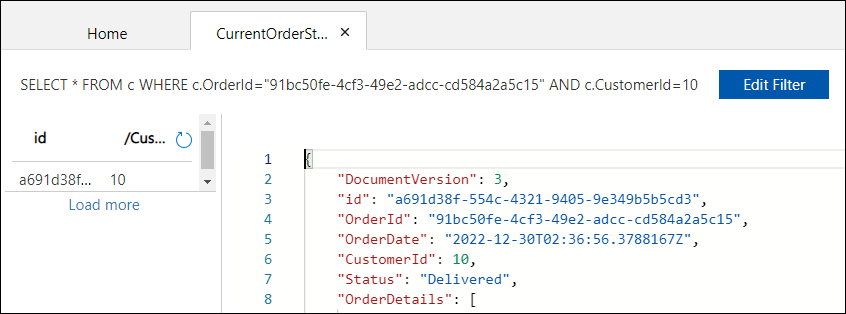 Home CurrentOrderSt... ✕
SELECT * FROM c WHERE c.OrderId="91bc50fe-4cf3-49e2-adcc-cd584a2a5c15" AND c.CustomerId=10 Edit Filter
id /Cus...
a691d38f... 10
Load more
1 {
2 "DocumentVersion": 3,
3 "id": "a691d38f-554c-4321-9405-9e349b5b5cd3",
4 "OrderId": "91bc50fe-4cf3-49e2-adcc-cd584a2a5c15",
5 "OrderDate": "2022-12-30T02:36:56.3788167Z",
6 "CustomerId": 10,
7 "Status": "Delivered",
8 "OrderDetails": [